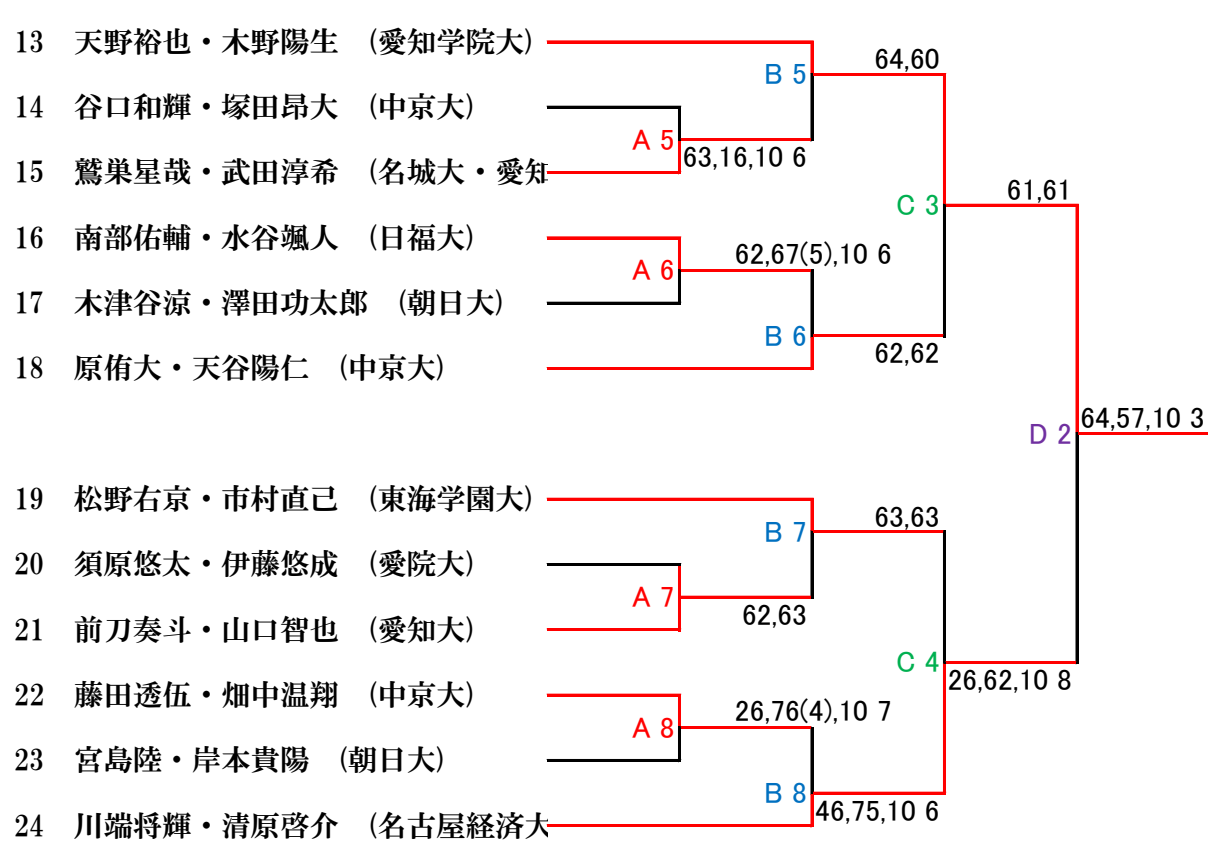 13 天野裕也・木野陽生 (愛知学院大)
64,60
B 5
14 谷口和輝・塚田昂大 (中京大)
A 5
63,16,10 6
15 鷲巣星哉・武田淳希 (名城大・愛知
61,61
C 3
16 南部佑輔・水谷颯人 (日福大)
62,67(5),10 6
A 6
17 木津谷涼・澤田功太郎 (朝日大)
B 6
62,62
18 原侑大・天谷陽仁 (中京大)
64,57,10 3
D 2
19 松野右京・市村直己 (東海学園大)
63,63
B 7
20 須原悠太・伊藤悠成 (愛院大)
A 7
62,63
21 前刀奏斗・山口智也 (愛知大)
C 4
26,62,10 8
22 藤田透伍・畑中温翔 (中京大)
26,76(4),10 7
A 8
23 宮島陸・岸本貴陽 (朝日大)
B 8
46,75,10 6
24 川端将輝・清原啓介 (名古屋経済大